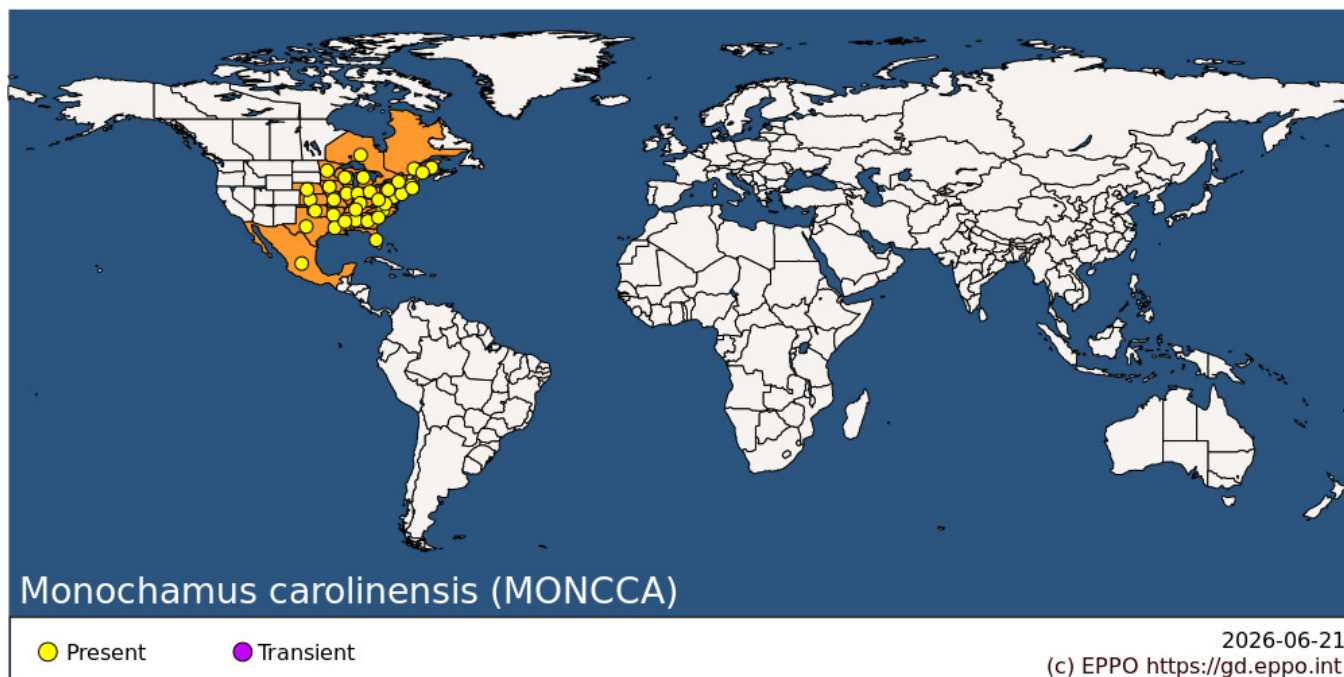 Monochamus carolinensis (MONCCA)
Present
Transient
2026-06-21
(c) EPPO https://gd.eppo.int